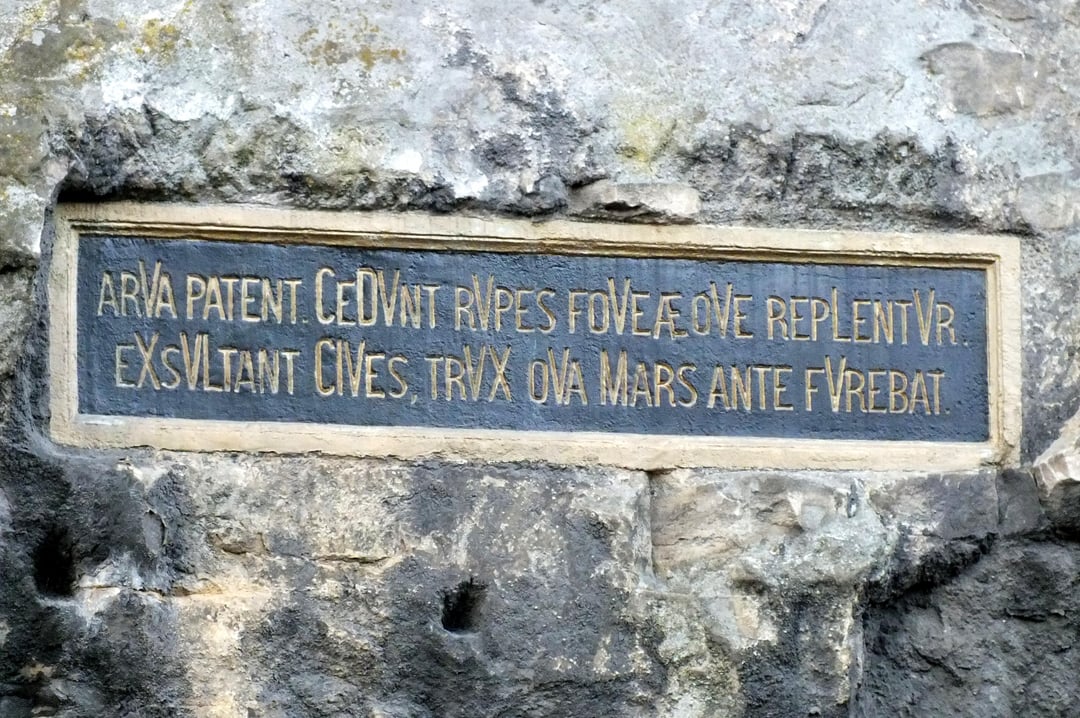 ARVA PATENT. CEDVNT RVPES FOVEÆ QVE REPLENTVR.
EXSVLTANT CIVES, TRVX QVA MARS ANTE FVREBAT.